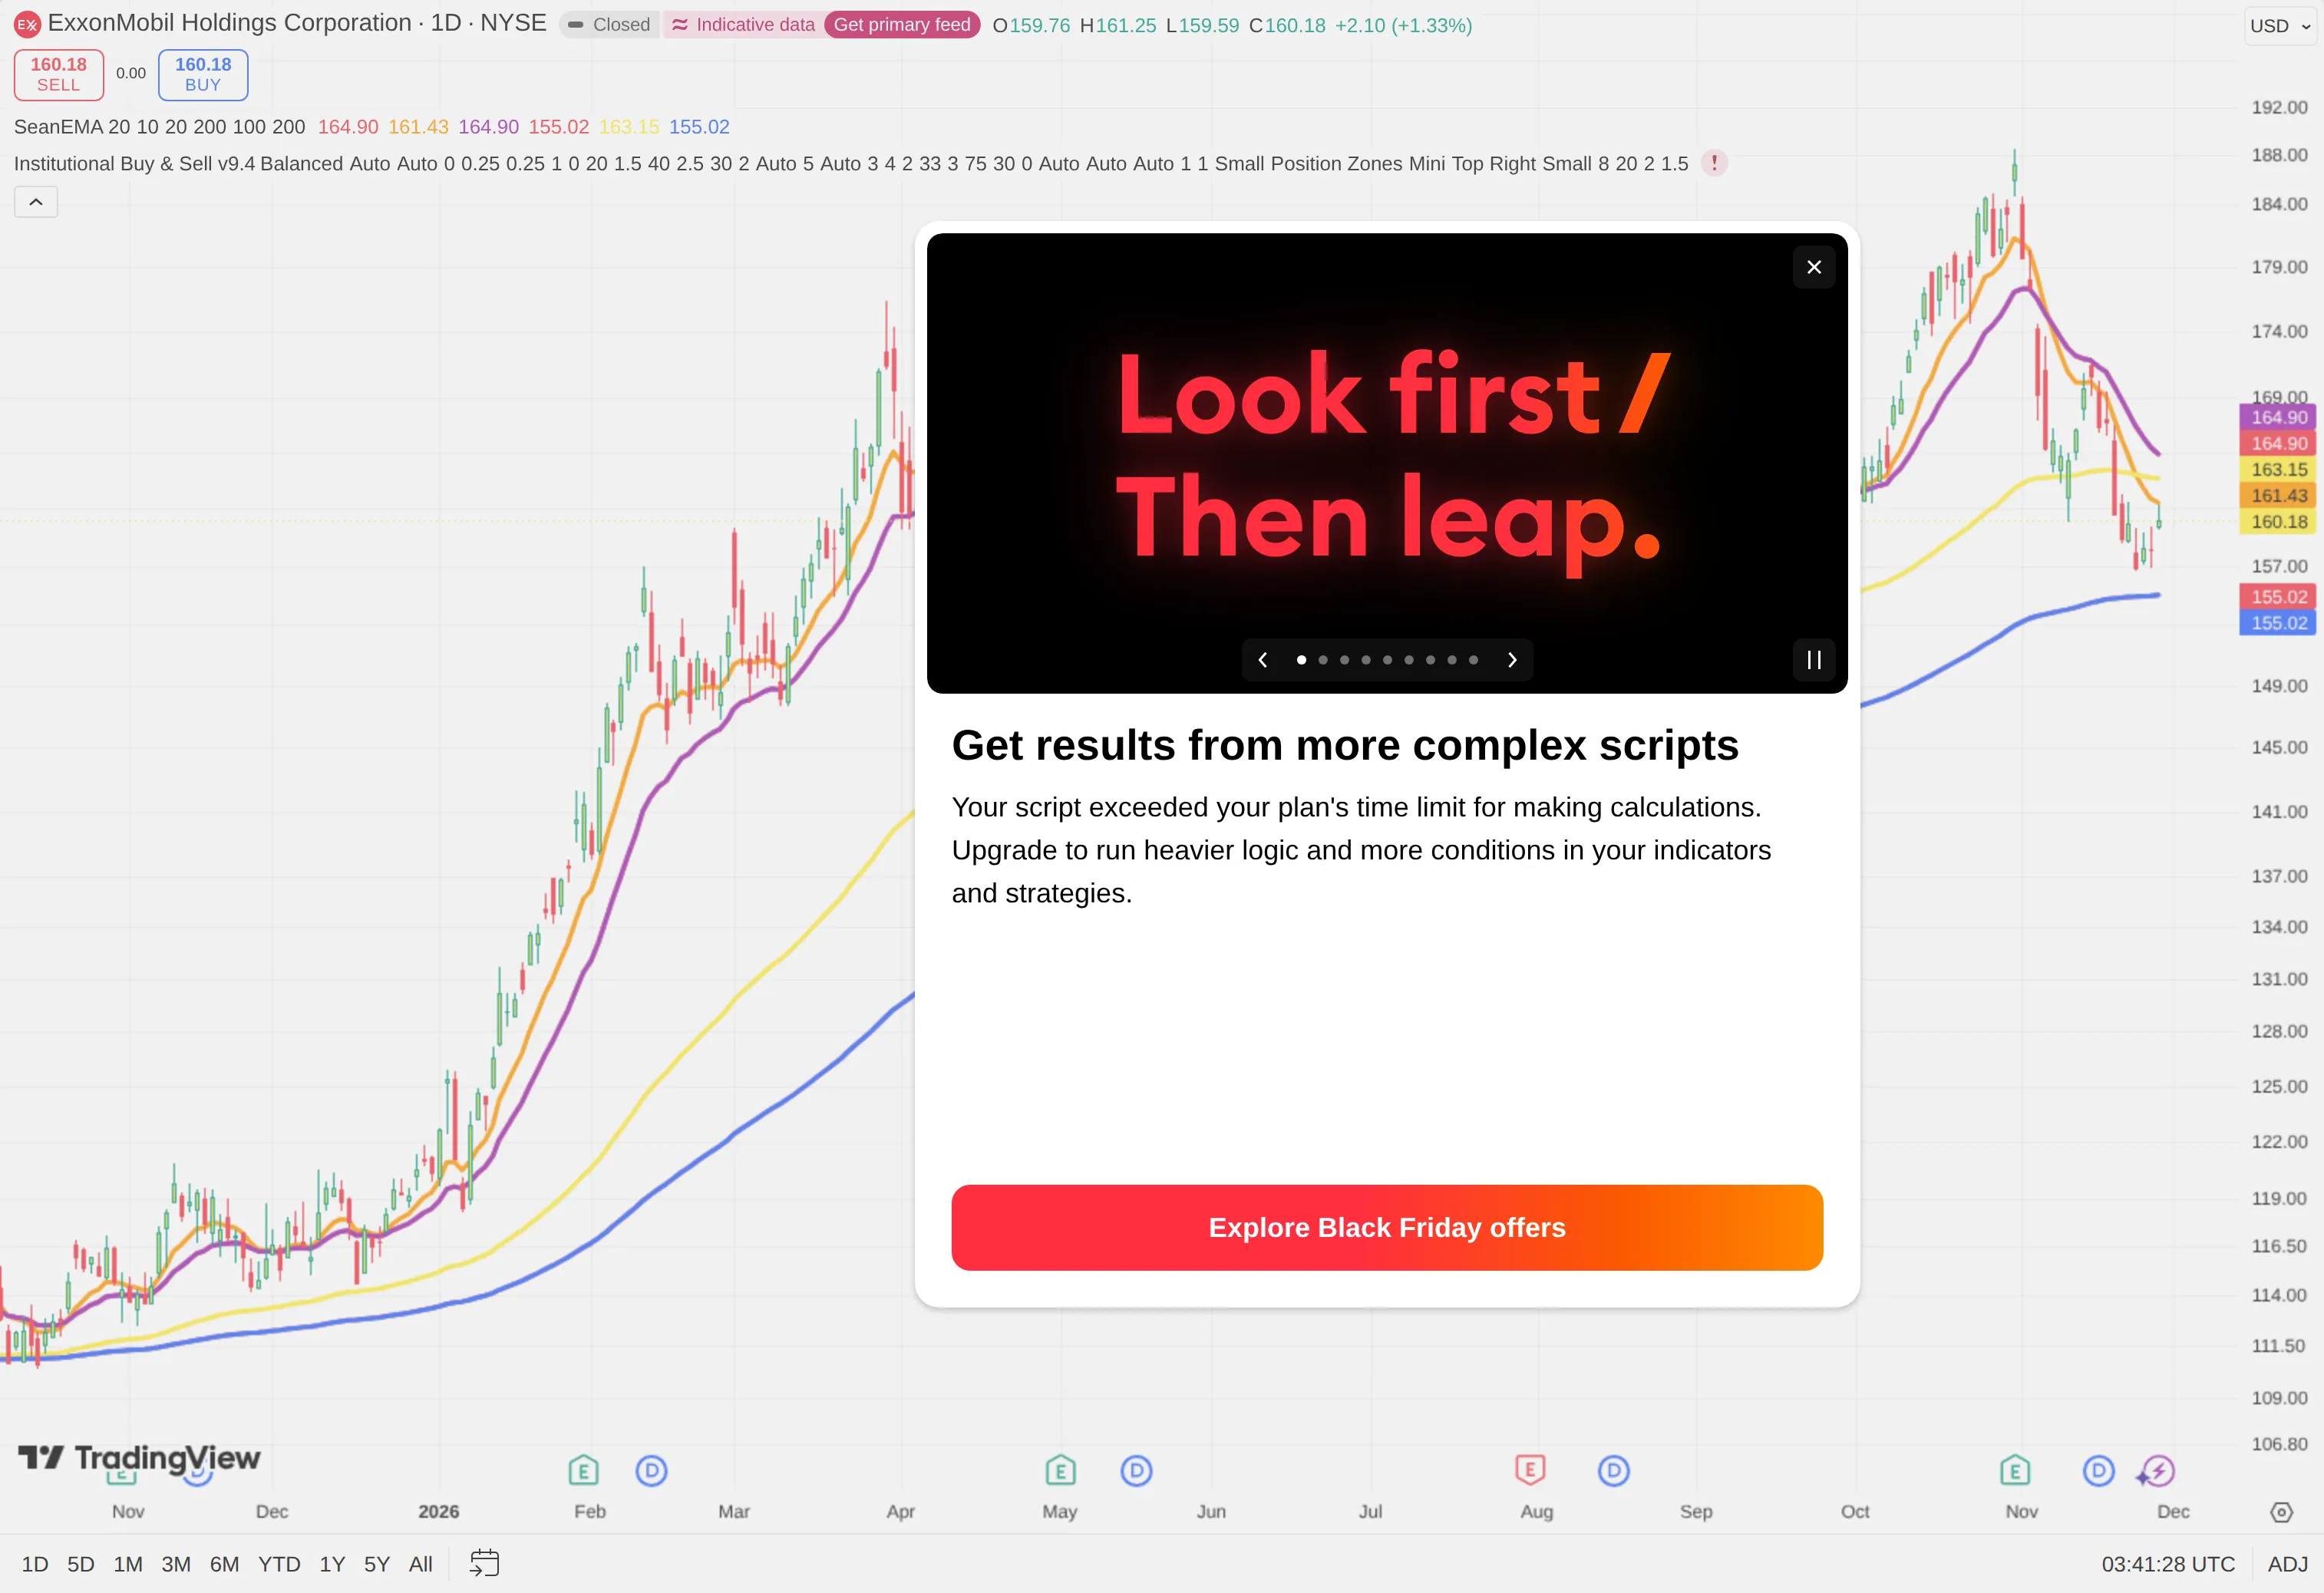 ExxonMobil Holdings Corporation · 1D · NYSE Closed Indicative data Get primary feed O159.76 H161.25 L159.59 C160.18 +2.10 (+1.33%)
USD
160.18 SELL 0.00 160.18 BUY
SeanEMA 20 10 20 200 100 200 164.90 161.43 164.90 155.02 163.15 155.02
Institutional Buy & Sell v9.4 Balanced Auto Auto 0 0.25 0.25 1 0 20 1.5 40 2.5 30 2 Auto 5 Auto 3 4 2 33 3 75 30 0 Auto Auto Auto 1 1 Small Position Zones Mini Top Right Small 8 20 2 1.5 !
Look first /
Then leap.
Get results from more complex scripts
Your script exceeded your plan's time limit for making calculations.
Upgrade to run heavier logic and more conditions in your indicators
and strategies.
Explore Black Friday offers
192.00
188.00
184.00
179.00
174.00
169.00
164.90
164.90
163.15
161.43
160.18
157.00
155.02
155.02
149.00
145.00
141.00
137.00
134.00
131.00
128.00
125.00
122.00
119.00
116.50
114.00
111.50
109.00
106.80
TradingView
E D E D E D E D E D
Nov Dec 2026 Feb Mar Apr May Jun Jul Aug Sep Oct Nov Dec
1D 5D 1M 3M 6M YTD 1Y 5Y All 03:41:28 UTC ADJ